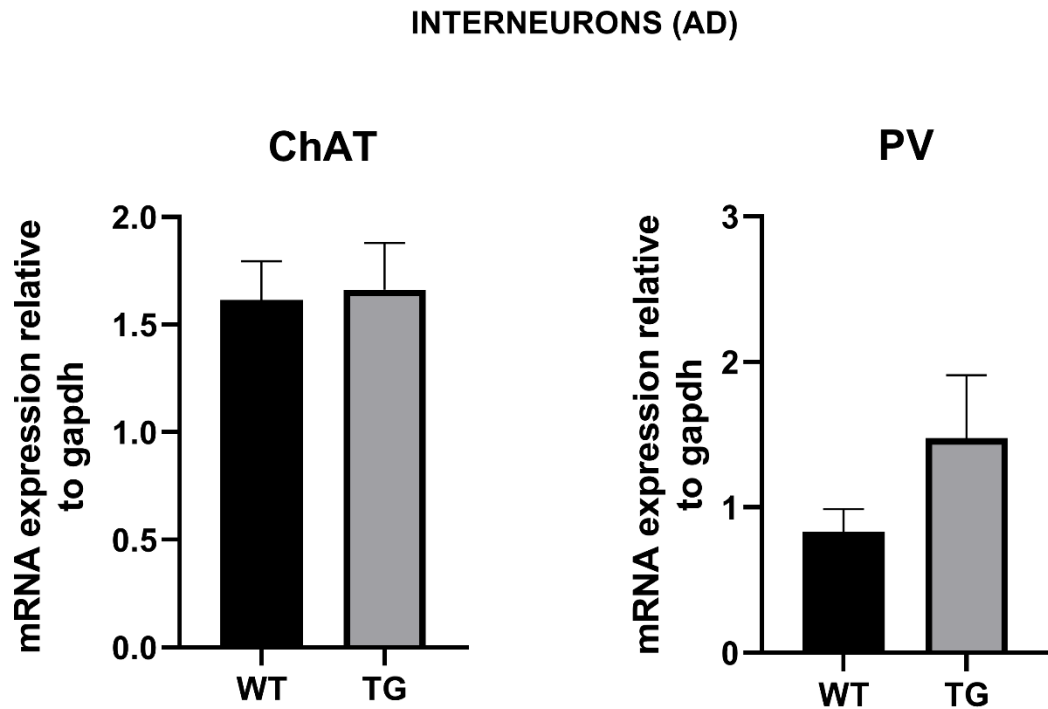 INTERNEURONS (AD)
ChAT
mRNA expression relative
to gapdh
2.0
1.5
1.0
0.5
0.0
WT
TG
PV
mRNA expression relative
to gapdh
3
2
1
0
WT
TG